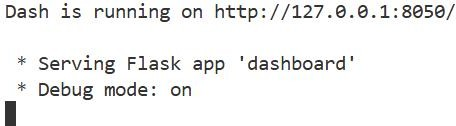 Dash is running on http://127.0.0.1:8050/
* Serving Flask app 'dashboard'
* Debug mode: on